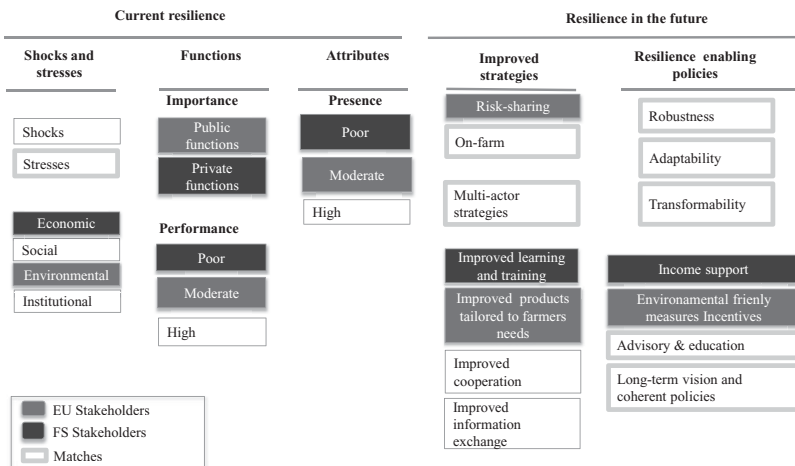 Current resilience
Resilience in the future
Shocks and
stresses
Functions
Attributes
Improved
strategies
Resilience enabling
policies
Importance
Presence
Shocks
Stresses
Public
functions
Private
functions
Poor
Moderate
High
Risk-sharing
On-farm
Multi-actor
strategies
Robustness
Adaptability
Transformability
Economic
Social
Environmental
Institutional
Performance
Poor
Moderate
High
Improved learning
and training
Improved products
tailored to farmers
needs
Improved
cooperation
Improved
information
exchange
Income support
Environamental frienly
measures Incentives
Advisory & education
Long-term vision and
coherent policies
EU Stakeholders
FS Stakeholders
Matches